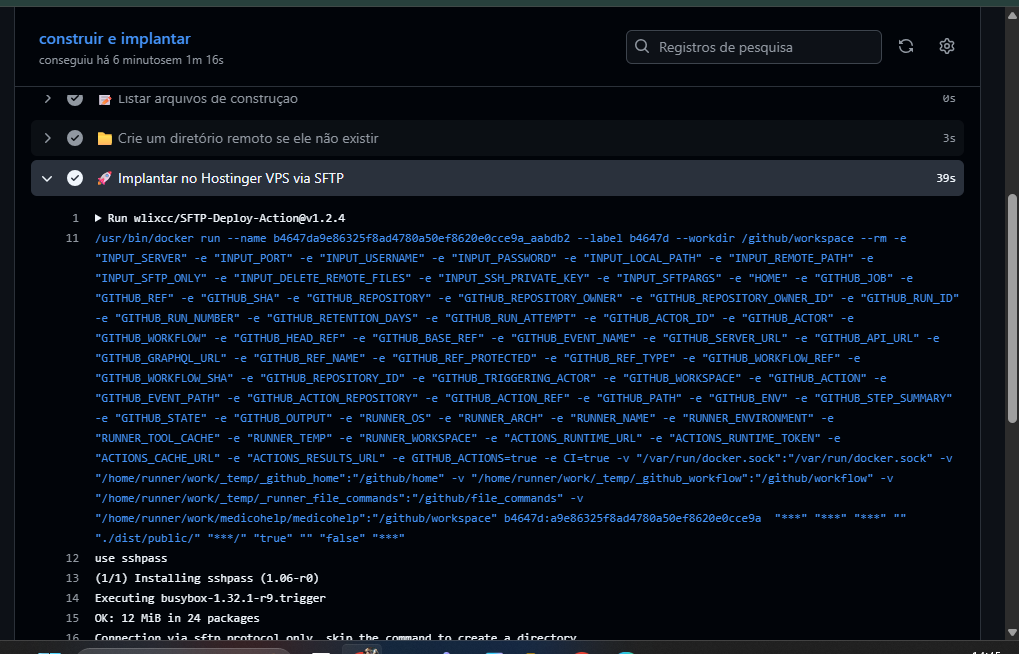 construir e implantar
conseguiu há 6 minutosem 1m 16s
Registros de pesquisa
Listar arquivos de construção
0s
Crie um diretório remoto se ele não existir
3s
Implantar no Hostinger VPS via SFTP
39s
1 Run wlixcc/SFTP-Deploy-Action@v1.2.4
11 /usr/bin/docker run --name b4647da9e86325f8ad4780a50ef8620e0cce9a_aabdb2 --label b4647d --workdir /github/workspace --rm -e
"INPUT_SERVER" -e "INPUT_PORT" -e "INPUT_USERNAME" -e "INPUT_PASSWORD" -e "INPUT_LOCAL_PATH" -e "INPUT_REMOTE_PATH" -e
"INPUT_SFTP_ONLY" -e "INPUT_DELETE_REMOTE_FILES" -e "INPUT_SSH_PRIVATE_KEY" -e "INPUT_SFTPARGS" -e "HOME" -e "GITHUB_JOB" -e
"GITHUB_REF" -e "GITHUB_SHA" -e "GITHUB_REPOSITORY" -e "GITHUB_REPOSITORY_OWNER" -e "GITHUB_REPOSITORY_OWNER_ID" -e "GITHUB_RUN_ID"
-e "GITHUB_RUN_NUMBER" -e "GITHUB_RETENTION_DAYS" -e "GITHUB_RUN_ATTEMPT" -e "GITHUB_ACTOR_ID" -e "GITHUB_ACTOR" -e
"GITHUB_WORKFLOW" -e "GITHUB_HEAD_REF" -e "GITHUB_BASE_REF" -e "GITHUB_EVENT_NAME" -e "GITHUB_SERVER_URL" -e "GITHUB_API_URL" -e
"GITHUB_GRAPHQL_URL" -e "GITHUB_REF_NAME" -e "GITHUB_REF_PROTECTED" -e "GITHUB_REF_TYPE" -e "GITHUB_WORKFLOW_REF" -e
"GITHUB_WORKFLOW_SHA" -e "GITHUB_REPOSITORY_ID" -e "GITHUB_TRIGGERING_ACTOR" -e "GITHUB_WORKSPACE" -e "GITHUB_ACTION" -e
"GITHUB_EVENT_PATH" -e "GITHUB_ACTION_REPOSITORY" -e "GITHUB_ACTION_REF" -e "GITHUB_PATH" -e "GITHUB_ENV" -e "GITHUB_STEP_SUMMARY"
-e "GITHUB_STATE" -e "GITHUB_OUTPUT" -e "RUNNER_OS" -e "RUNNER_ARCH" -e "RUNNER_NAME" -e "RUNNER_ENVIRONMENT" -e
"RUNNER_TOOL_CACHE" -e "RUNNER_TEMP" -e "RUNNER_WORKSPACE" -e "ACTIONS_RUNTIME_URL" -e "ACTIONS_RUNTIME_TOKEN" -e
"ACTIONS_CACHE_URL" -e "ACTIONS_RESULTS_URL" -e GITHUB_ACTIONS=true -e CI=true -v "/var/run/docker.sock":"/var/run/docker.sock" -v
"/home/runner/work/_temp/_github_home":"/github/home" -v "/home/runner/work/_temp/_github_workflow":"/github/workflow" -v
"/home/runner/work/_temp/_runner_file_commands":"/github/file_commands" -v
"/home/runner/work/medicohelp/medicohelp":"/github/workspace" b4647d:a9e86325f8ad4780a50ef8620e0cce9a "***" "***" "***" ""
"./dist/public/" "***/" "true" "" "false" "***"
12 use sshpass
13 (1/1) Installing sshpass (1.06-r0)
14 Executing busybox-1.32.1-r9.trigger
15 OK: 12 MiB in 24 packages
16 Connection via sftp protocol only, skip the command to create a directory